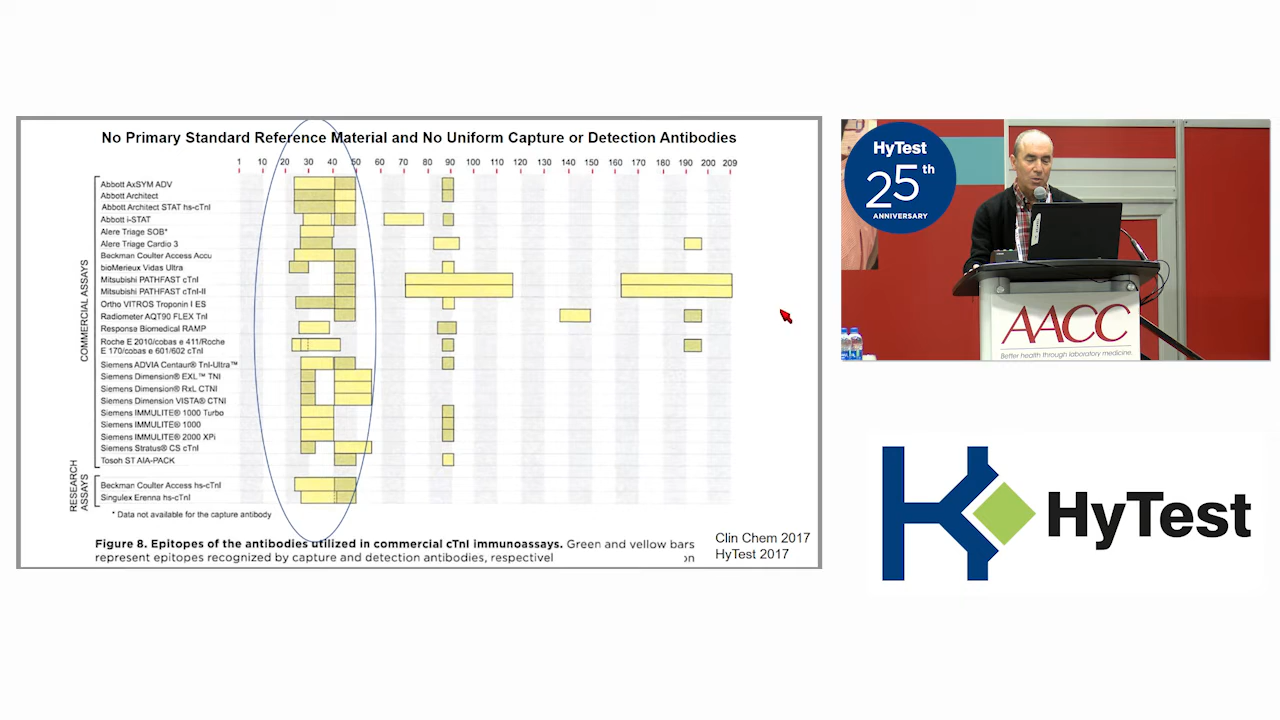 No Primary Standard Reference Material and No Uniform Capture or Detection Antibodies
1 10 20 30 40 50 60 70 80 90 100 110 120 130 140 150 160 170 180 190 200 209
COMMERCIAL ASSAYS
Abbott AxSYM ADV
Abbott Architect
Abbott Architect STAT hs-cTnI
Abbott i-STAT
Alere Triage SOB*
Alere Triage Cardio 3
Beckman Coulter Access Accu
bioMerieux Vidas Ultra
Mitsubishi PATHFAST cTnI
Mitsubishi PATHFAST cTnI-II
Ortho VITROS Troponin I ES
Radiometer AQT90 FLEX TnI
Response Biomedical RAMP
Roche E 2010/cobas e 411/Roche
E 170/cobas e 601/602 cTnI
Siemens ADVIA Centaur® TnI-Ultra™
Siemens Dimension® EXL™ TNI
Siemens Dimension® RxL CTNI
Siemens Dimension VISTA® CTNI
Siemens IMMULITE® 1000 Turbo
Siemens IMMULITE® 1000
Siemens IMMULITE® 2000 XPi
Siemens Stratus® CS cTnI
Tosoh ST AIA-PACK
RESEARCH
ASSAYS
Beckman Coulter Access hs-cTnI
Singulex Erenna hs-cTnI
* Data not available for the capture antibody
Figure 8. Epitopes of the antibodies utilized in commercial cTnI immunoassays. Green and yellow bars
represent epitopes recognized by capture and detection antibodies, respectivel
on
Clin Chem 2017
HyTest 2017
HyTest
25th
ANNIVERSARY
AACC
Better health through laboratory medicine.
HyTest